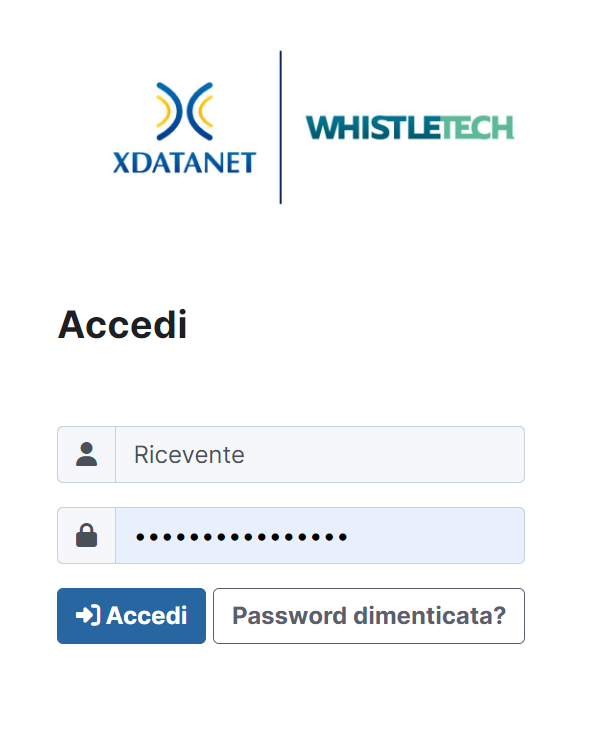 XDATANET
WHISTLETECH
Accedi
Ricevente
••••••••••••••••
Accedi
Password dimenticata?